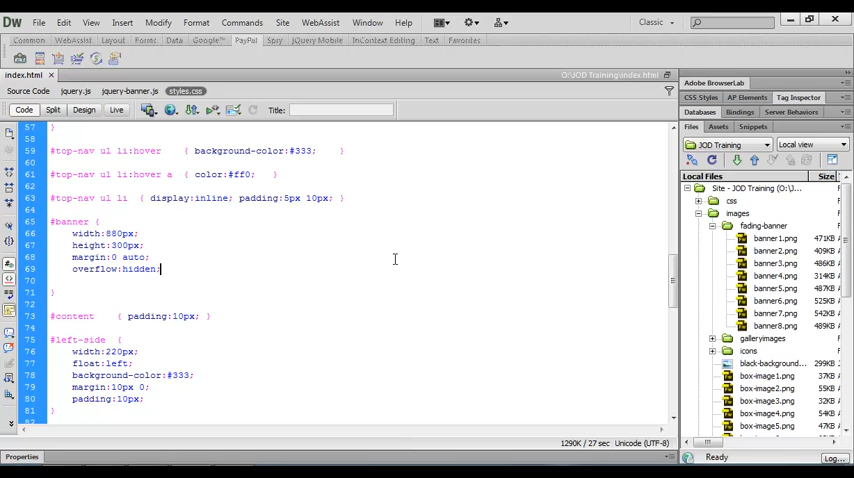 Dw File Edit View Insert Modify Format Commands Site WebAssist Window Help Classic
Common WebAssist Layout Forms Data Google™ PayPal Spry jQuery Mobile InContext Editing Text Favorites
index.html O:\JOD Training\index.html
Source Code jquery.js jquery-banner.js styles.css
Code Split Design Live Title:
57 }
58
59 #top-nav ul li:hover { background-color:#333; }
60
61 #top-nav ul li:hover a { color:#ff0; }
62
63 #top-nav ul li { display:inline; padding:5px 10px; }
64
65 #banner {
66 width:880px;
67 height:300px;
68 margin:0 auto;
69 overflow:hidden;
70
71 }
72
73 #content { padding:10px; }
74
75 #left-side {
76 width:220px;
77 float:left;
78 background-color:#333;
79 margin:10px 0;
80 padding:10px;
81 }
1290K / 27 sec Unicode (UTF-8)
Properties
Adobe BrowserLab
CSS Styles AP Elements Tag Inspector
Databases Bindings Server Behaviors
Files Assets Snippets
JOD Training Local view
Local Files Size
Site - JOD Training (O:\J...
css
images
fading-banner
banner1.png 471KB
banner2.png 469KB
banner3.png 463KB
banner4.png 314KB
banner5.png 486KB
banner6.png 525KB
banner7.png 542KB
banner8.png 489KB
galleryimages
icons
black-background... 299KB
box-image1.png 38KB
box-image2.png 55KB
box-image3.png 32KB
box-image4.png 54KB
box-image5.png 47KB
Ready Log...